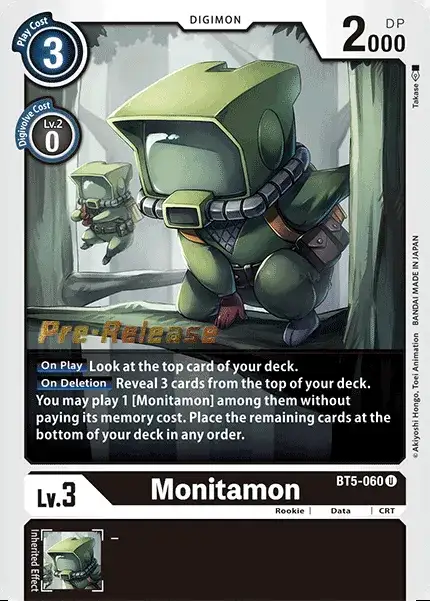 DIGIMON
Play Cost
3
DP
2000
Digivolve Cost
Lv.2
0
Takase
Pre-Release
On Play Look at the top card of your deck.
On Deletion Reveal 3 cards from the top of your deck.
You may play 1 [Monitamon] among them without
paying its memory cost. Place the remaining cards at the
bottom of your deck in any order.
© Akiyoshi Hongo, Toei Animation BANDAI MADE IN JAPAN
Lv.3
Monitamon
BT5-060 U
Rookie | Data | CRT
Inherited Effect
–